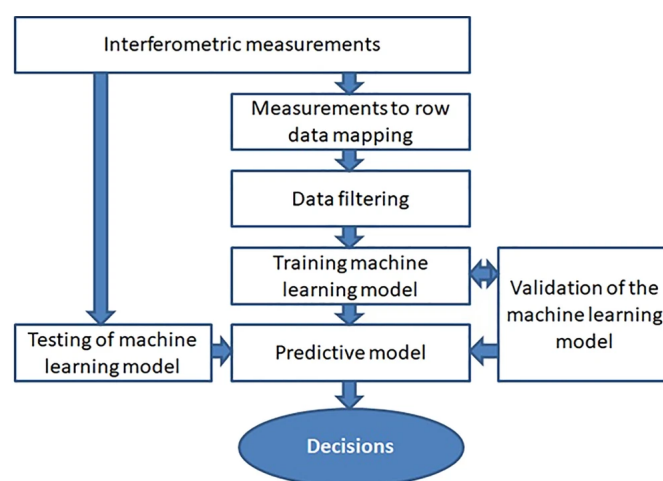 Interferometric measurements
Measurements to row
data mapping
Data filtering
Training machine
learning model
Validation of the
machine learning
model
Testing of machine
learning model
Predictive model
Decisions